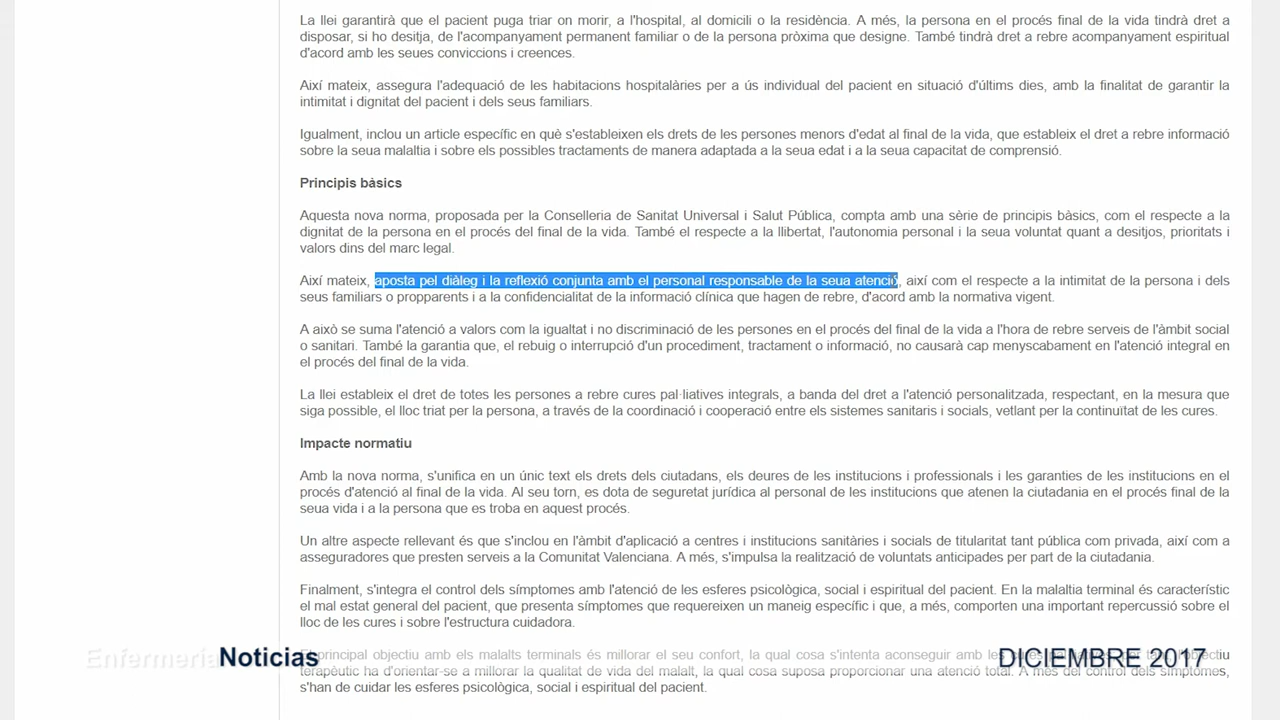 La llei garantirà que el pacient puga triar on morir, a l'hospital, al domicili o la residència. A més, la persona en el procés final de la vida tindrà dret a
disposar, si ho desitja, de l'acompanyament permanent familiar o de la persona pròxima que designe. També tindrà dret a rebre acompanyament espiritual
d'acord amb les seues conviccions i creences.
Així mateix, assegura l'adequació de les habitacions hospitalàries per a ús individual del pacient en situació d'últims dies, amb la finalitat de garantir la
intimitat i dignitat del pacient i dels seus familiars.
Igualment, inclou un article específic en què s'estableixen els drets de les persones menors d'edat al final de la vida, que estableix el dret a rebre informació
sobre la seua malaltia i sobre els possibles tractaments de manera adaptada a la seua edat i a la seua capacitat de comprensió.
Principis bàsics
Aquesta nova norma, proposada per la Conselleria de Sanitat Universal i Salut Pública, compta amb una sèrie de principis bàsics, com el respecte a la
dignitat de la persona en el procés del final de la vida. També el respecte a la llibertat, l'autonomia personal i la seua voluntat quant a desitjos, prioritats i
valors dins del marc legal.
Així mateix, aposta pel diàleg i la reflexió conjunta amb el personal responsable de la seua atenció, així com el respecte a la intimitat de la persona i dels
seus familiars o propparents i a la confidencialitat de la informació clínica que hagen de rebre, d'acord amb la normativa vigent.
A això se suma l'atenció a valors com la igualtat i no discriminació de les persones en el procés del final de la vida a l'hora de rebre serveis de l'àmbit social
o sanitari. També la garantia que, el rebuig o interrupció d'un procediment, tractament o informació, no causarà cap menyscabament en l'atenció integral en
el procés del final de la vida.
La llei estableix el dret de totes les persones a rebre cures pal·liatives integrals, a banda del dret a l'atenció personalitzada, respectant, en la mesura que
siga possible, el lloc triat per la persona, a través de la coordinació i cooperació entre els sistemes sanitaris i socials, vetlant per la continuïtat de les cures.
Impacte normatiu
Amb la nova norma, s'unifica en un únic text els drets dels ciutadans, els deures de les institucions i professionals i les garanties de les institucions en el
procés d'atenció al final de la vida. Al seu torn, es dota de seguretat jurídica al personal de les institucions que atenen la ciutadania en el procés final de la
seua vida i a la persona que es troba en aquest procés.
Un altre aspecte rellevant és que s'inclou en l'àmbit d'aplicació a centres i institucions sanitàries i socials de titularitat tant pública com privada, així com a
asseguradores que presten serveis a la Comunitat Valenciana. A més, s'impulsa la realització de voluntats anticipades per part de la ciutadania.
Finalment, s'integra el control dels símptomes amb l'atenció de les esferes psicològica, social i espiritual del pacient. En la malaltia terminal és característic
el mal estat general del pacient, que presenta símptomes que requereixen un maneig específic i que, a més, comporten una important repercussió sobre el
lloc de les cures i sobre l'estructura cuidadora.
principal objectiu amb els malalts terminals és millorar el seu confort, la qual cosa s'intenta aconseguir amb
terapèutic ha d'orientar-se a millorar la qualitat de vida del malalt, la qual cosa suposa proporcionar una atenció total. A més del control dels símptomes,
s'han de cuidar les esferes psicològica, social i espiritual del pacient.
EnfermeriaNoticias
DICIEMBRE 2017